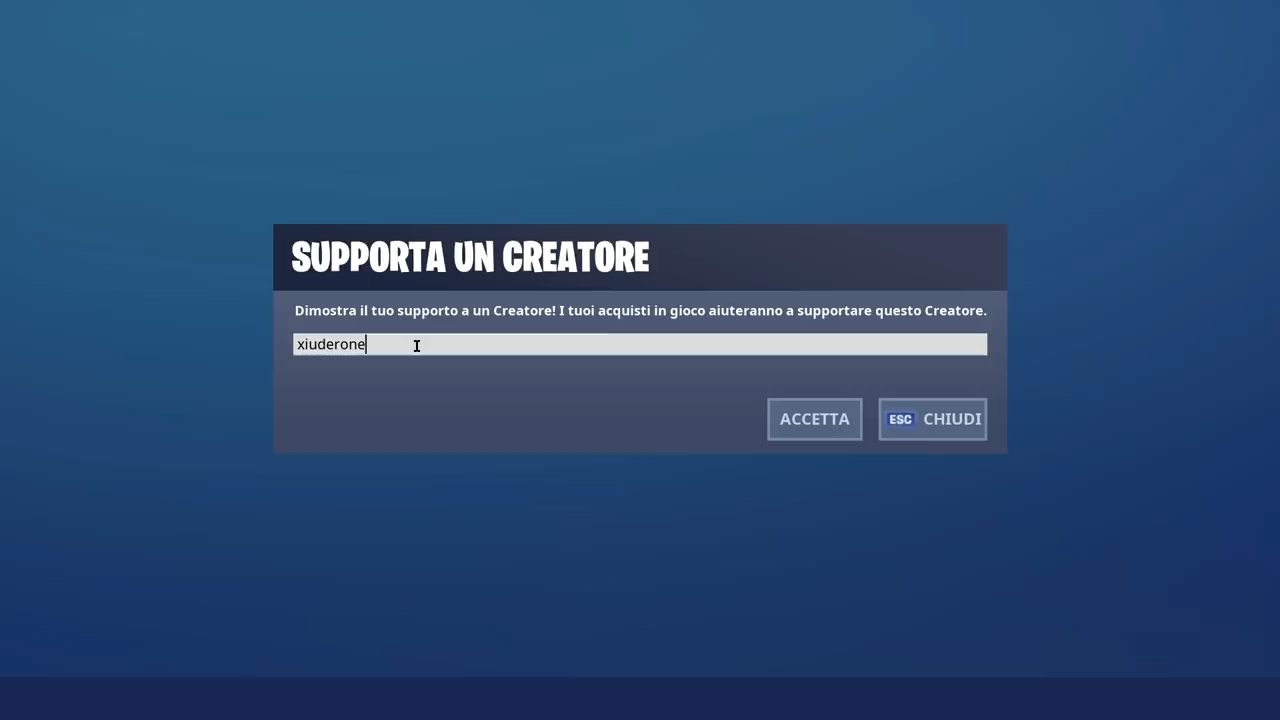 SUPPORTA UN CREATORE
Dimostra il tuo supporto a un Creatore! I tuoi acquisti in gioco aiuteranno a supportare questo Creatore.
xiuderone
ACCETTA
ESC CHIUDI